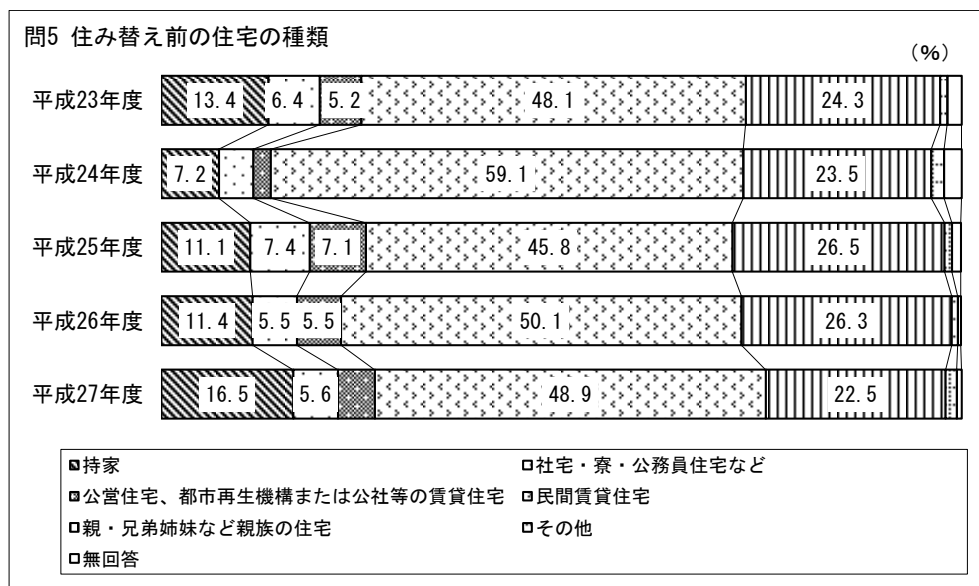 問5 住み替え前の住宅の種類
(%)
平成23年度 13.4 6.4 5.2 48.1 24.3
平成24年度 7.2 59.1 23.5
平成25年度 11.1 7.4 7.1 45.8 26.5
平成26年度 11.4 5.5 5.5 50.1 26.3
平成27年度 16.5 5.6 48.9 22.5
持家 社宅・寮・公務員住宅など
公営住宅、都市再生機構または公社等の賃貸住宅 民間賃貸住宅
親・兄弟姉妹など親族の住宅 その他
無回答